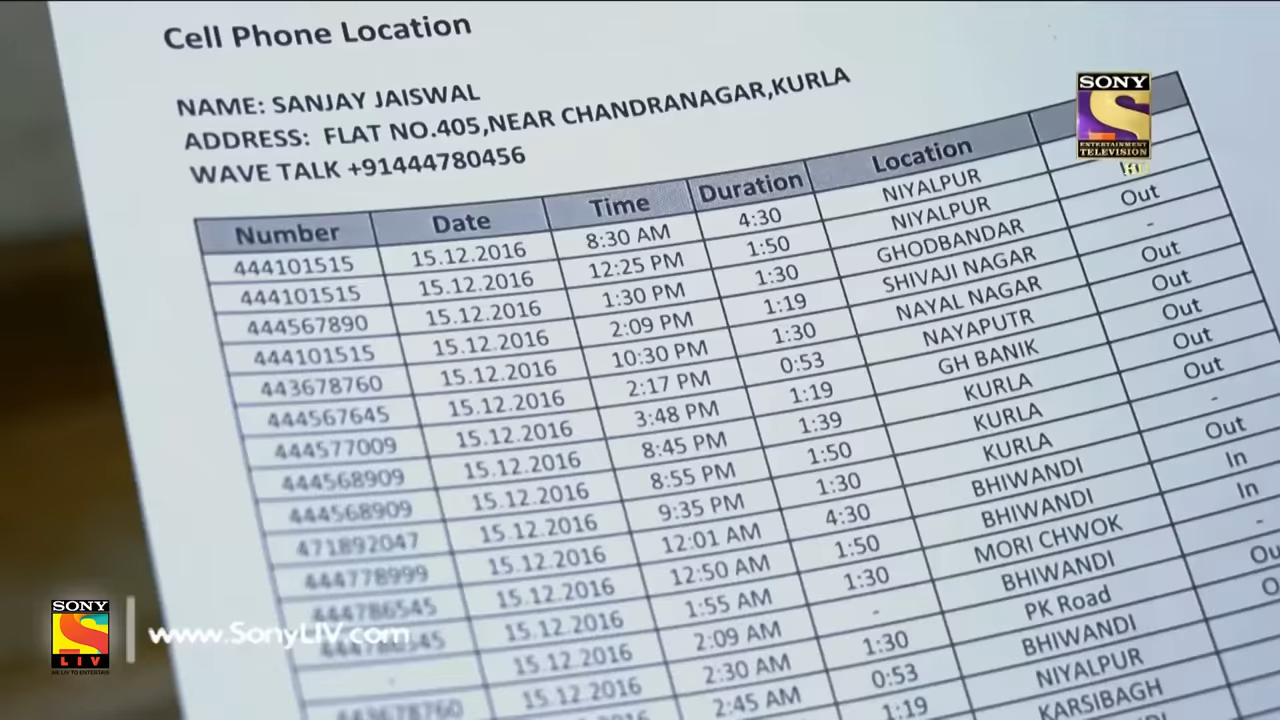 Cell Phone Location
NAME: SANJAY JAISWAL
ADDRESS: FLAT NO.405,NEAR CHANDRANAGAR,KURLA
WAVE TALK +91444780456
Number Date Time Duration Location
444101515 15.12.2016 8:30 AM 4:30 NIYALPUR In
444101515 15.12.2016 12:25 PM 1:50 NIYALPUR Out
444567890 15.12.2016 1:30 PM 1:30 GHODBANDAR -
444101515 15.12.2016 2:09 PM 1:19 SHIVAJI NAGAR Out
443678760 15.12.2016 10:30 PM 1:30 NAYAL NAGAR Out
444567645 15.12.2016 2:17 PM 0:53 NAYAPUTR Out
444577009 15.12.2016 3:48 PM 1:19 GH BANIK Out
444568909 15.12.2016 8:45 PM 1:39 KURLA Out
444568909 15.12.2016 8:55 PM 1:50 KURLA -
471892047 15.12.2016 9:35 PM 1:30 KURLA Out
444778999 15.12.2016 12:01 AM 4:30 BHIWANDI In
444786545 15.12.2016 12:50 AM 1:50 BHIWANDI In
15.12.2016 1:55 AM 1:30 MORI CHWOK -
- 15.12.2016 2:09 AM - BHIWANDI Ou
443678760 15.12.2016 2:30 AM 1:30 PK Road O
2:45 AM 0:53 BHIWANDI
1:19 NIYALPUR
KARSIBAGH
SONY
ENTERTAINMENT
TELEVISION
HD
SONY
LIV
WE LIV TO ENTERTAIN
www.SonyLIV.com